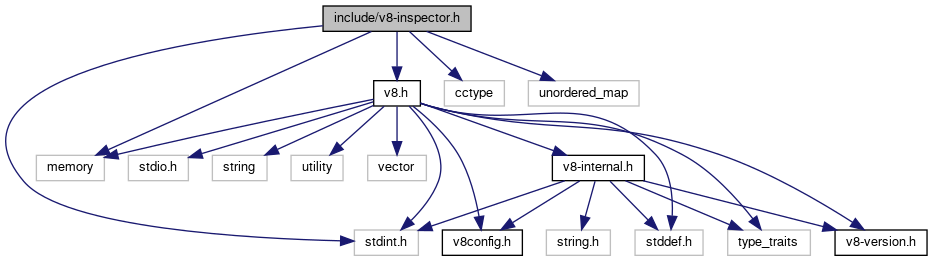 include/v8-inspector.h
v8.h
cctype
unordered_map
memory
stdio.h
string
utility
vector
v8-internal.h
stdint.h
v8config.h
string.h
stddef.h
type_traits
v8-version.h